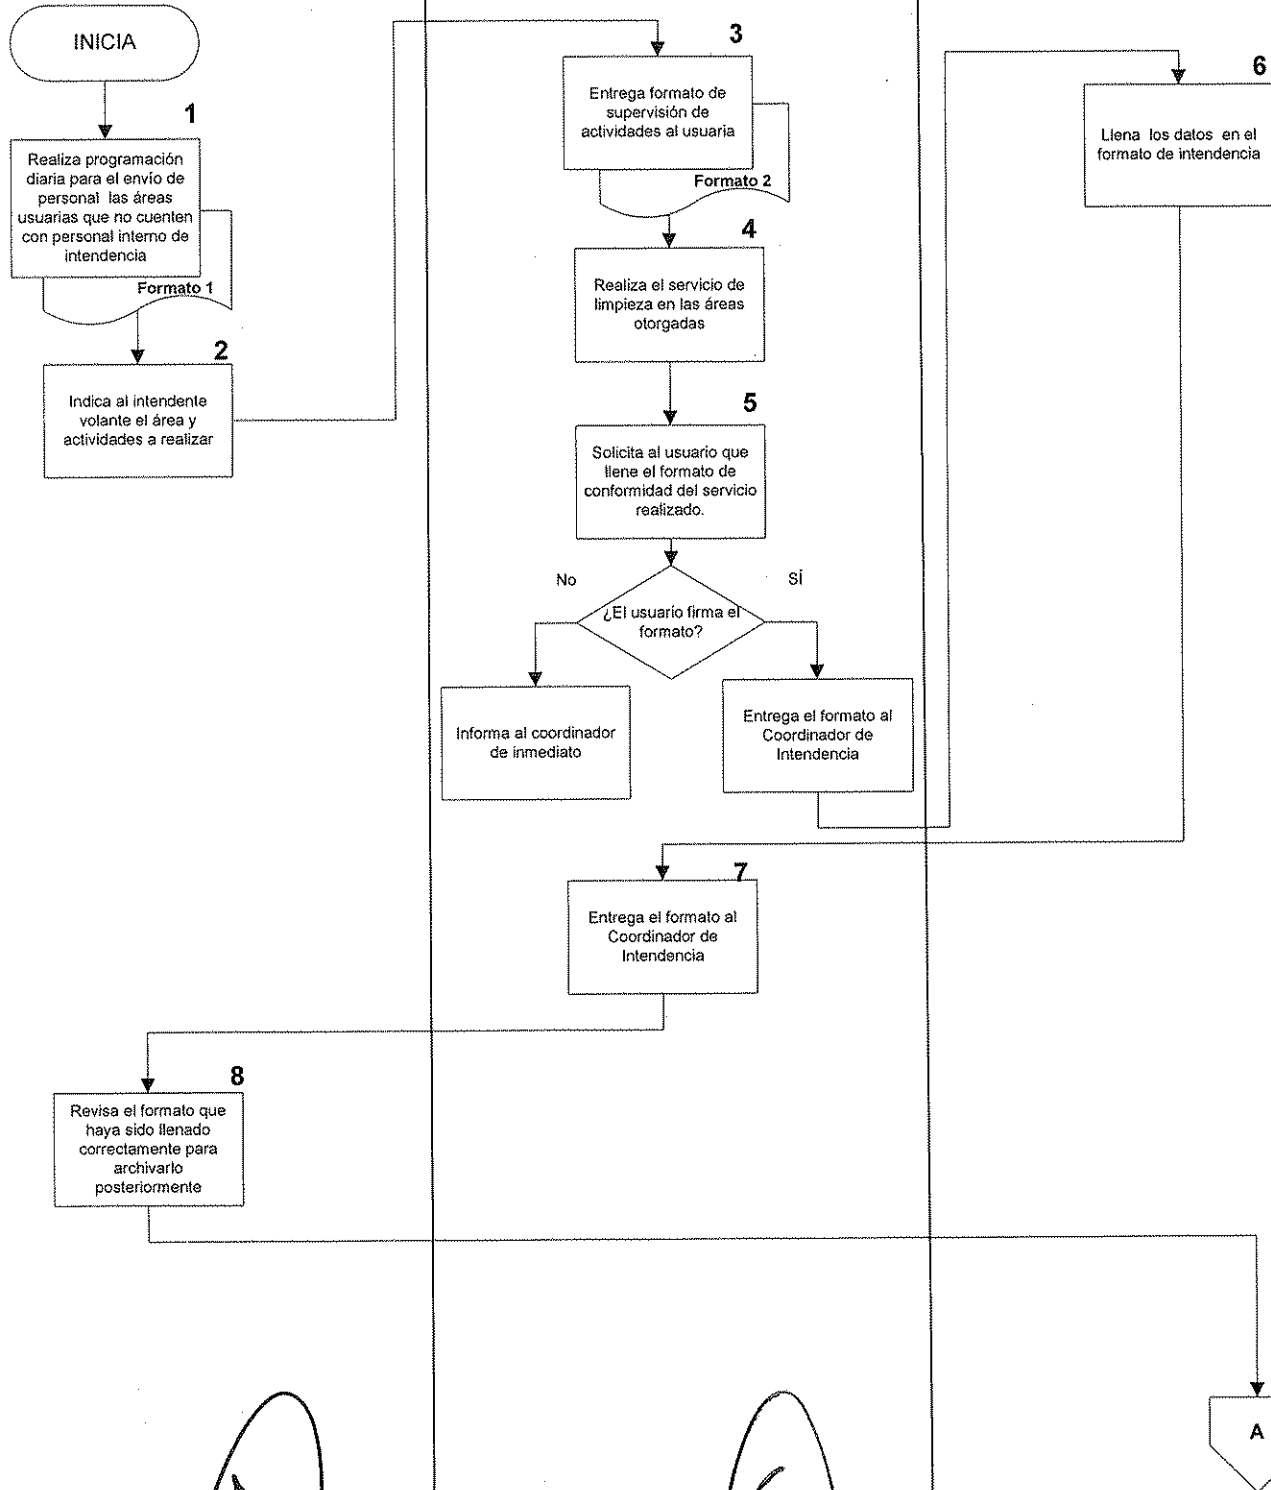 INICIA
1
Realiza programación
diaria para el envío de
personal las áreas
usuarias que no cuenten
con personal interno de
intendencia
Formato 1
2
Indica al intendente
volante el área y
actividades a realizar
3
Entrega formato de
supervisión de
actividades al usuaria
Formato 2
4
Realiza el servicio de
limpieza en las áreas
otorgadas
5
Solicita al usuario que
llene el formato de
conformidad del servicio
realizado.
No
SÍ
¿El usuario firma el
formato?
Informa al coordinador
de inmediato
Entrega el formato al
Coordinador de
Intendencia
6
Llena los datos en el
formato de intendencia
7
Entrega el formato al
Coordinador de
Intendencia
8
Revisa el formato que
haya sido llenado
correctamente para
archivarlo
posteriormente
A